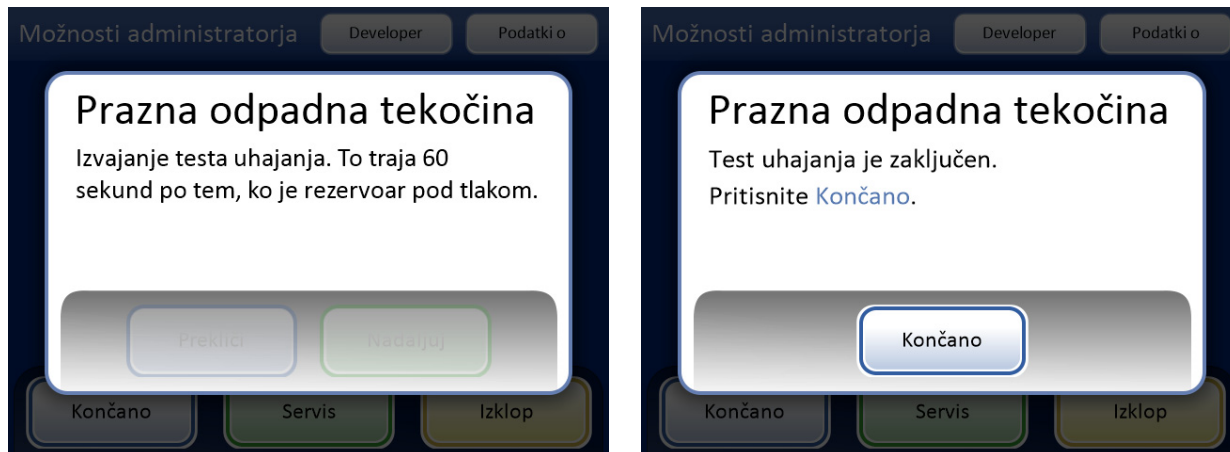 Možnosti administratorja Developer Podatki o
Prazna odpadna tekočina
Izvajanje testa uhajanja. To traja 60
sekund po tem, ko je rezervoar pod tlakom.
Prekliči Nadaljuj
Končano Servis Izklop
Možnosti administratorja Developer Podatki o
Prazna odpadna tekočina
Test uhajanja je zaključen.
Pritisnite Končano.
Končano
Končano Servis Izklop